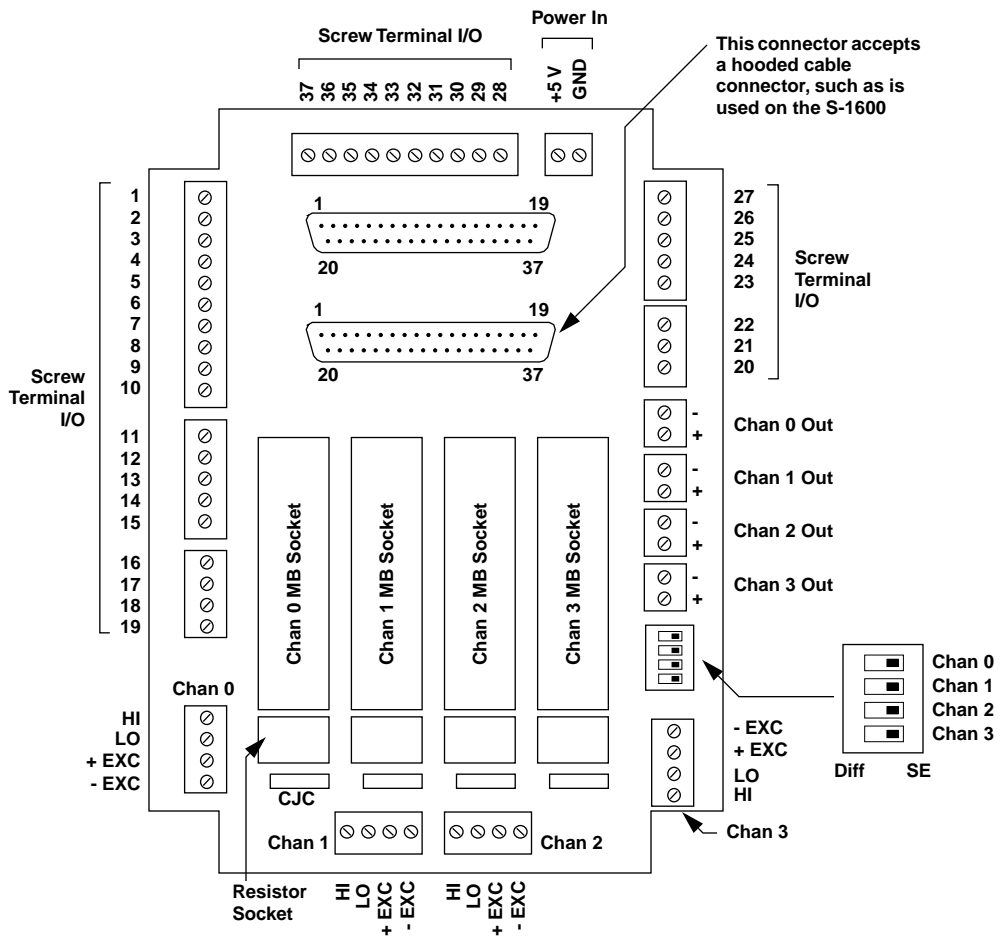 Power In
Screw Terminal I/O
37 36 35 34 33 32 31 30 29 28
+5 V
GND
This connector accepts
a hooded cable
connector, such as is
used on the S-1600
1 19
20 37
1 19
20 37
Screw
Terminal
I/O
1
2
3
4
5
6
7
8
9
10
11
12
13
14
15
16
17
18
19
27
26
25
24
23
22
21
20
Screw
Terminal
I/O
-
+
Chan 0 Out
-
+
Chan 1 Out
-
+
Chan 2 Out
-
+
Chan 3 Out
Chan 0 MB Socket
Chan 1 MB Socket
Chan 2 MB Socket
Chan 3 MB Socket
Chan 0
Chan 1
Chan 2
Chan 3
Diff SE
Chan 0
HI
LO
+ EXC
- EXC
- EXC
+ EXC
LO
HI
Chan 3
CJC
Chan 1
Chan 2
Resistor
Socket
HI
LO
+ EXC
- EXC
HI
LO
+ EXC
- EXC